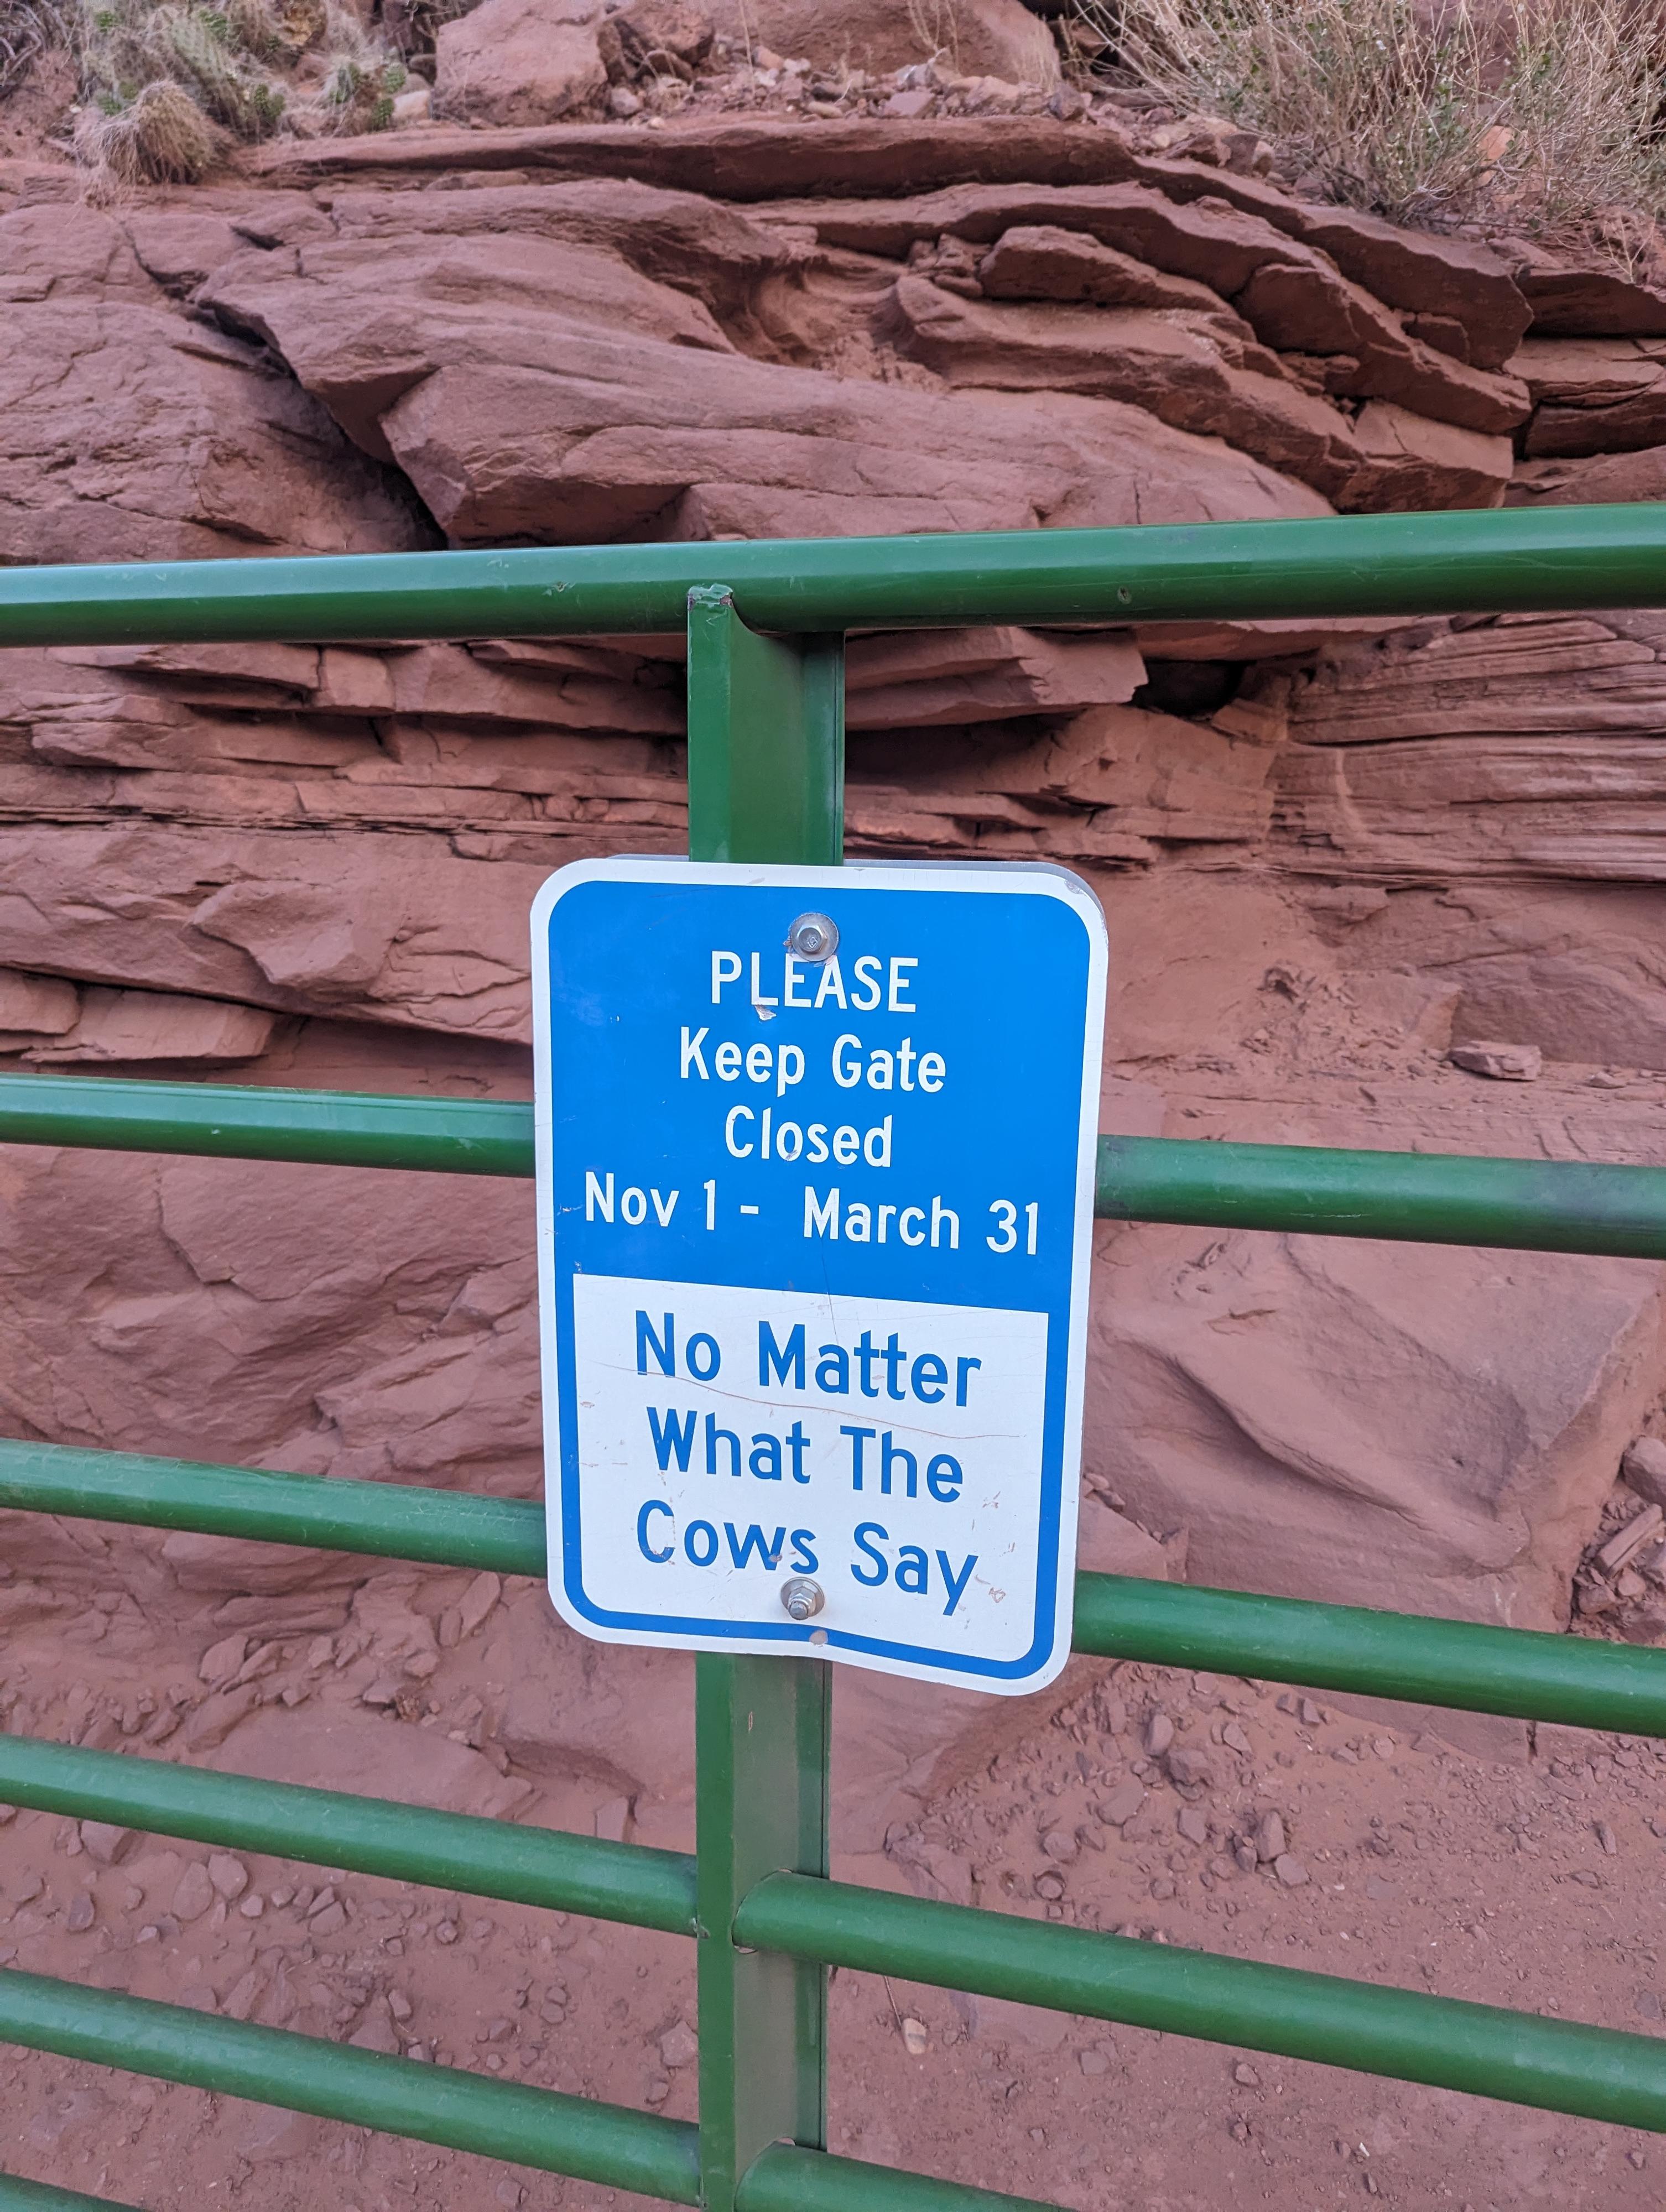 PLEASE
Keep Gate
Closed
Nov 1 - March 31
No Matter
What The
Cows Say